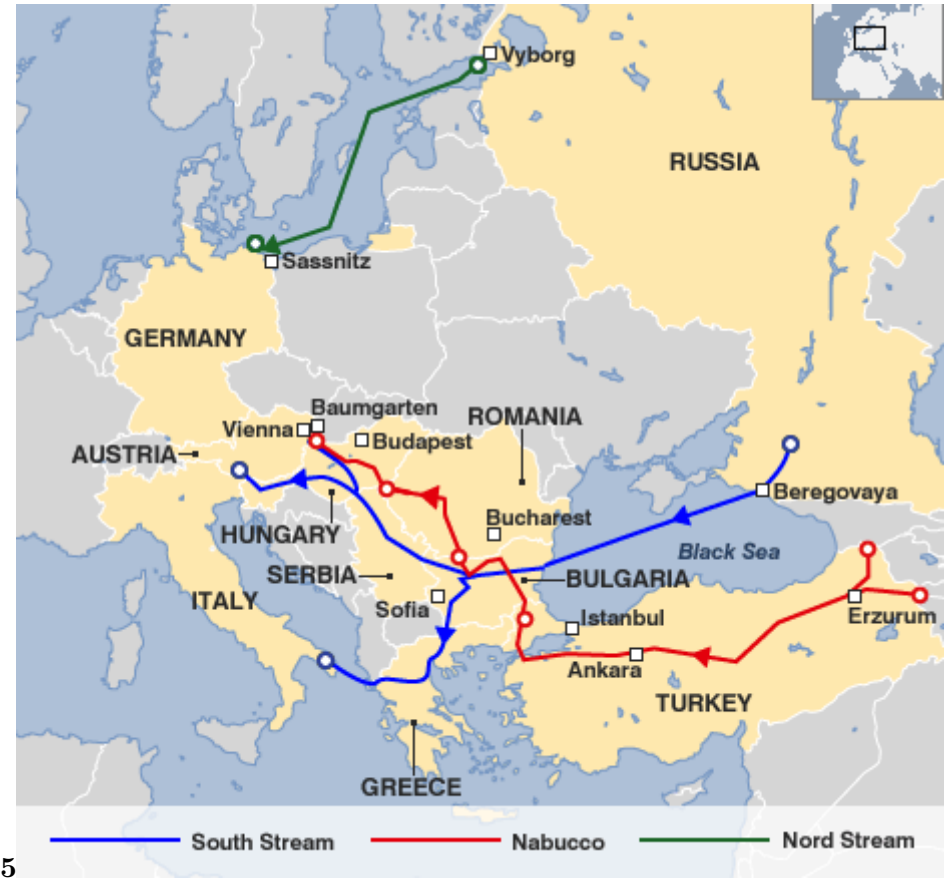 Vyborg
RUSSIA
Sassnitz
GERMANY
Baumgarten
ROMANIA
Vienna
Budapest
AUSTRIA
Beregovaya
Bucharest
HUNGARY
Black Sea
SERBIA
BULGARIA
ITALY
Sofia
Istanbul
Erzurum
Ankara
TURKEY
GREECE
South Stream
Nabucco
Nord Stream
5